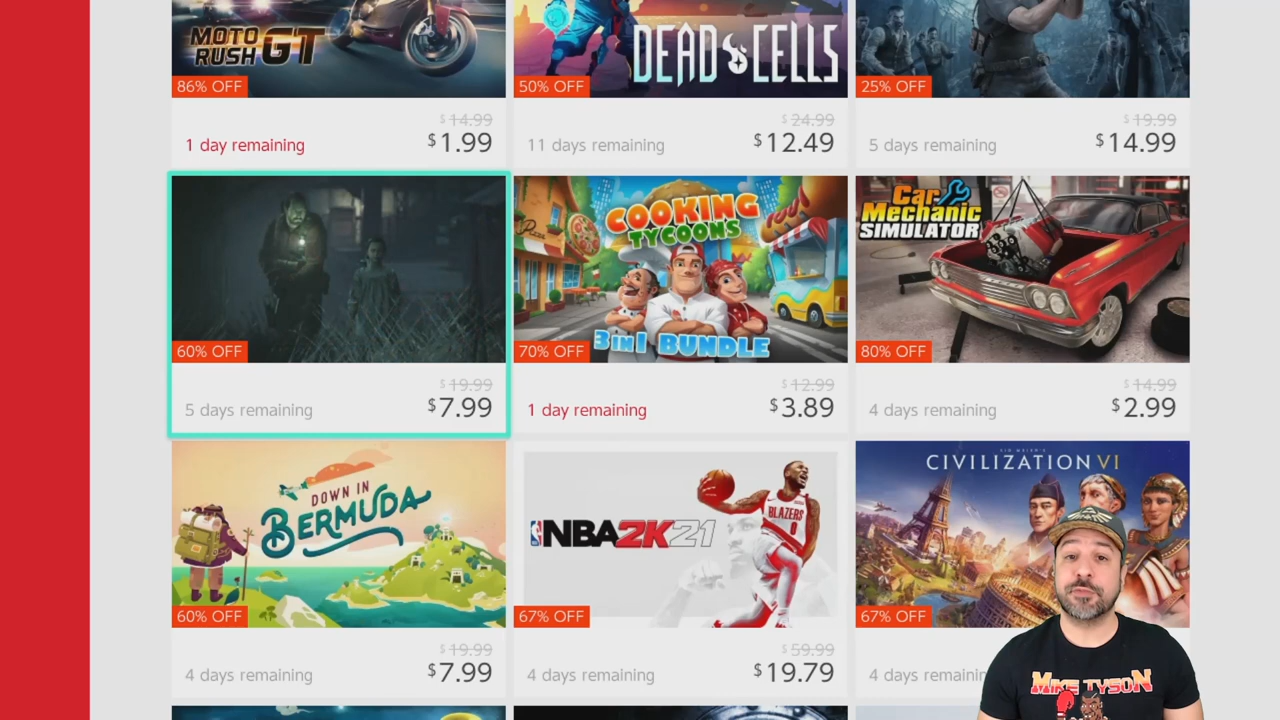 MOTO
RUSH GT
DEAD CELLS
86% OFF
50% OFF
25% OFF
$14.99
$24.99
$19.99
1 day remaining
$1.99
11 days remaining
$12.49
5 days remaining
$14.99
COOKING
TYCOONS
3 in 1 BUNDLE
Car
Mechanic
SIMULATOR
60% OFF
70% OFF
80% OFF
$19.99
$12.99
$14.99
5 days remaining
$7.99
1 day remaining
$3.89
4 days remaining
$2.99
DOWN IN
BERMUDA
NBA2K21
BLAZERS
0
SID MEIER'S
CIVILIZATION VI
60% OFF
67% OFF
67% OFF
$19.99
$59.99
4 days remaining
$7.99
4 days remaining
$19.79
4 days remainin
MIKE TYSON